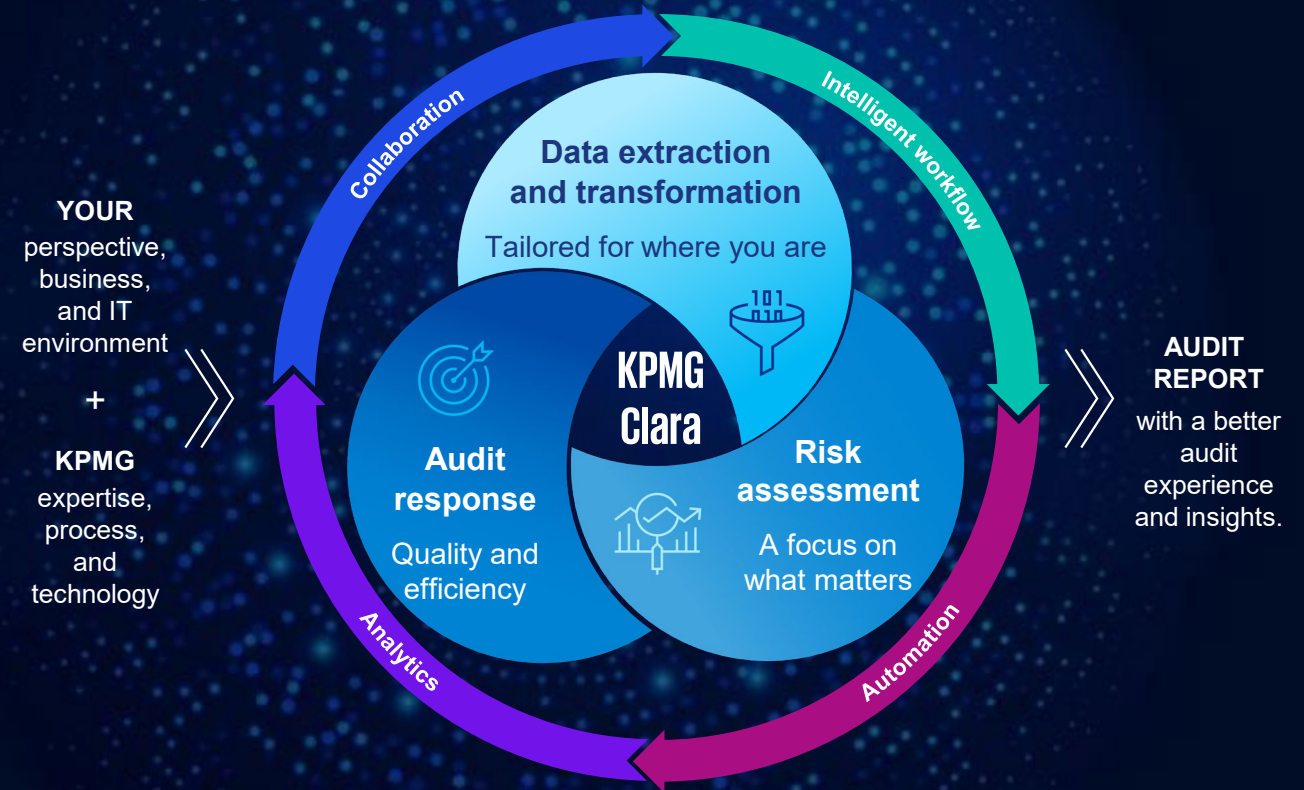 YOUR
perspective,
business,
and IT
environment
+
KPMG
expertise,
process,
and
technology
Collaboration
Intelligent workflow
Automation
Analytics
Data extraction
and transformation
Tailored for where you are
101
010
KPMG
Clara
Audit
response
Quality and
efficiency
Risk
assessment
A focus on
what matters
AUDIT
REPORT
with a better
audit
experience
and insights.